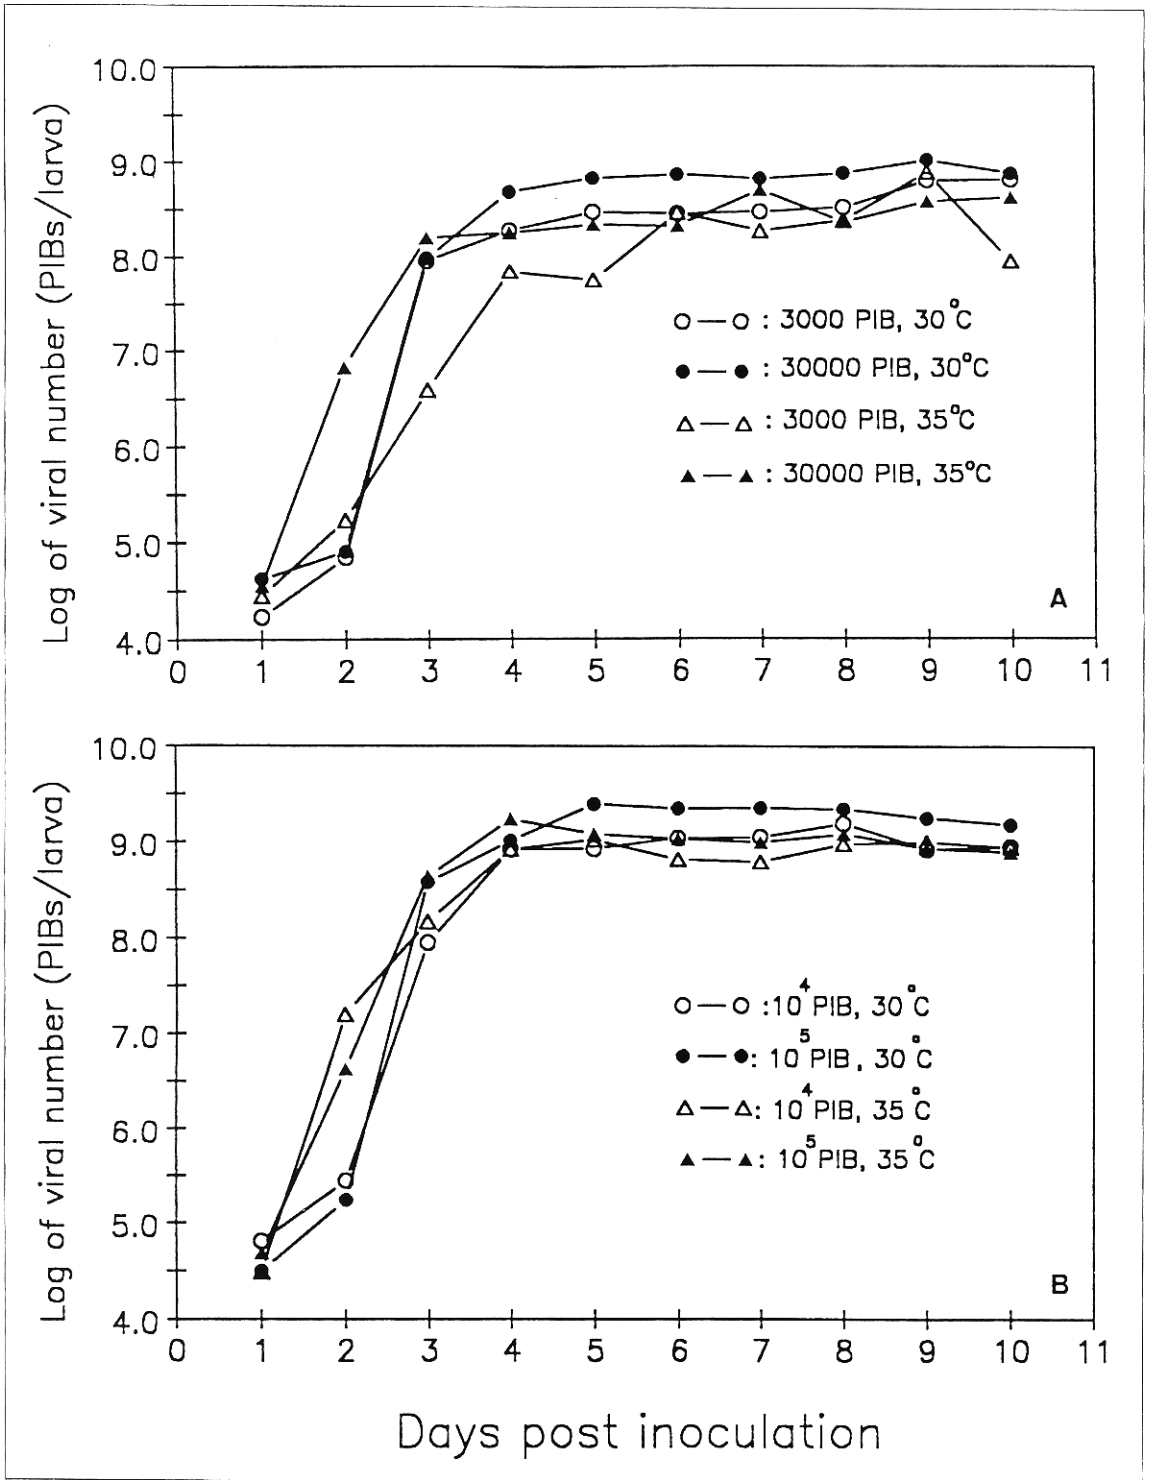 Log of viral number (PIBs/larva)
10.0
9.0
8.0
7.0
6.0
5.0
4.0
○—○ : 3000 PIB, 30°C
●—● : 30000 PIB, 30°C
△—△ : 3000 PIB, 35°C
▲—▲ : 30000 PIB, 35°C
A
0 1 2 3 4 5 6 7 8 9 10 11
Log of viral number (PIBs/larva)
10.0
9.0
8.0
7.0
6.0
5.0
4.0
○—○ :10⁴ PIB, 30°C
●—●: 10⁵ PIB, 30°C
△—△: 10⁴ PIB, 35°C
▲—▲: 10⁵ PIB, 35°C
B
0 1 2 3 4 5 6 7 8 9 10 11
Days post inoculation